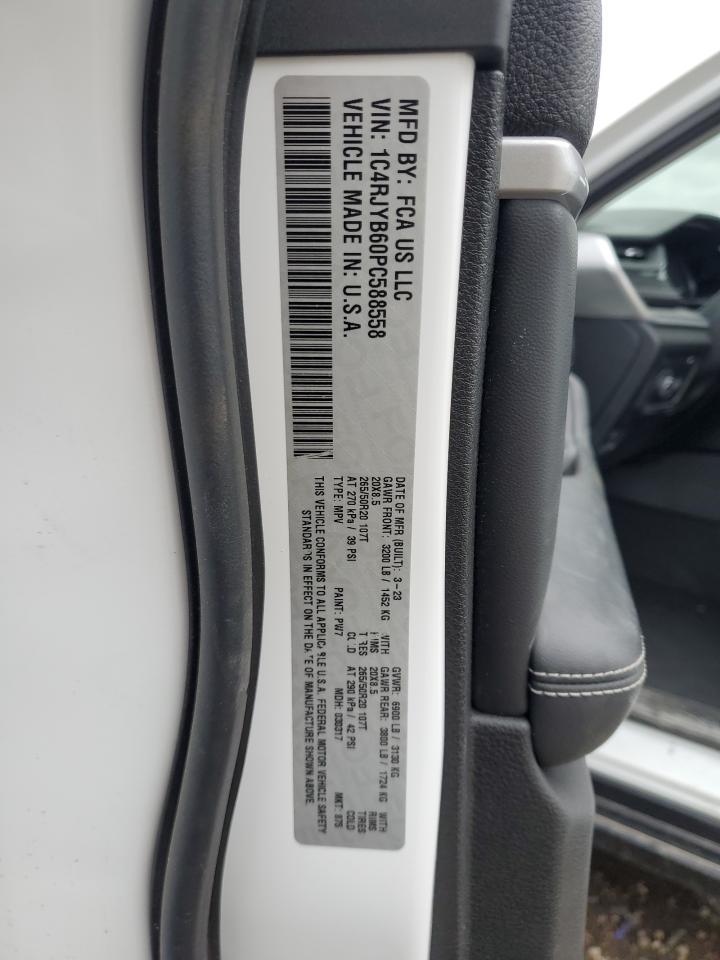 MFD BY: FCA US LLC
VIN: 1C4RJYB60PC588558
VEHICLE MADE IN: U.S.A.
DATE OF MFR (BUILT): 3-23 GVWR: 6900 LB / 3130 KG
GAWR FRONT: 3200 LB / 1452 KG WITH GAWR REAR: 3800 LB / 1724 KG WITH
20X8.5 RIMS 20X8.5 RIMS
265/50R20 107T TIRES 265/50R20 107T TIRES
AT 270 kPa / 39 PSI COLD AT 290 kPa / 42 PSI COLD
TYPE: MPV PAINT: PW7 MDH: MKT:
THIS VEHICLE CONFORMS TO ALL APPLICABLE U.S.A. FEDERAL MOTOR VEHICLE SAFETY
STANDARDS IN EFFECT ON THE DATE OF MANUFACTURE SHOWN ABOVE.